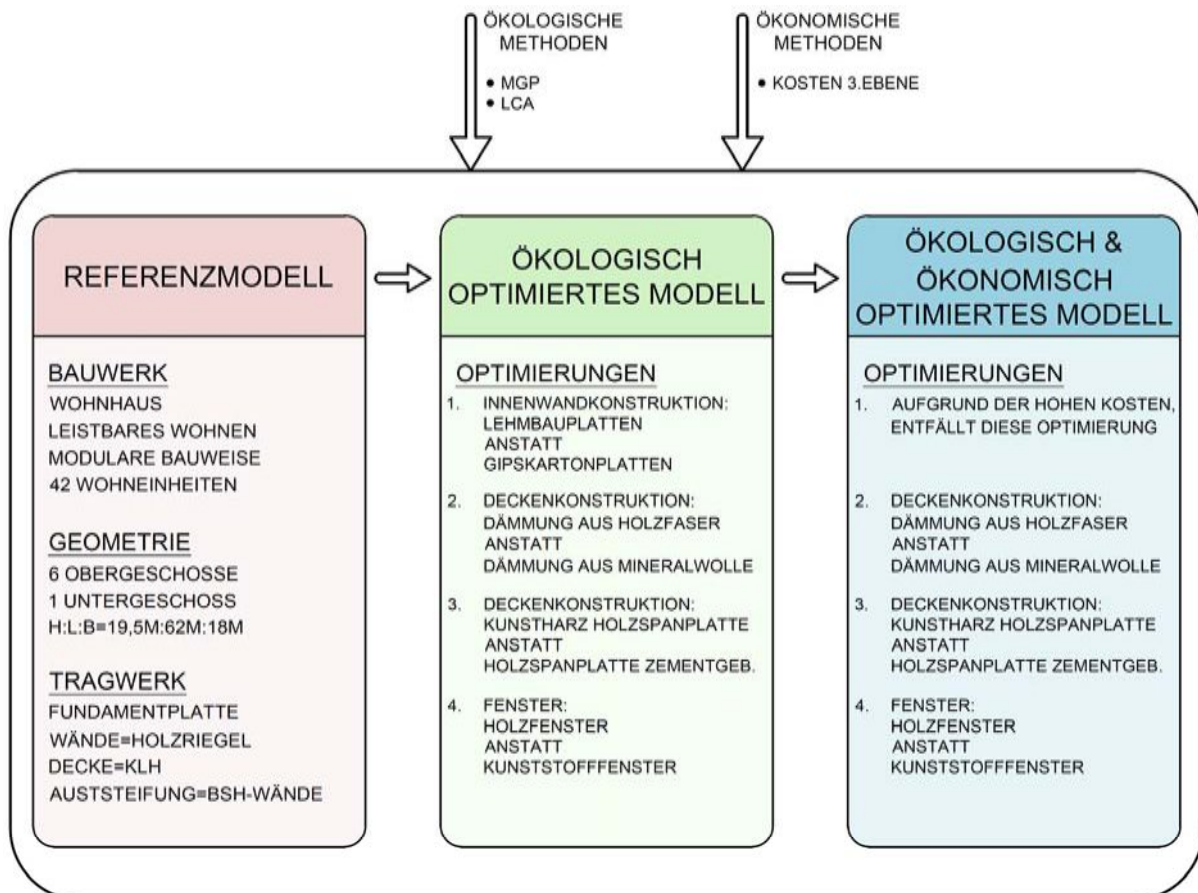 ÖKOLOGISCHE
METHODEN
• MGP
• LCA
ÖKONOMISCHE
METHODEN
• KOSTEN 3.EBENE
REFERENZMODELL
BAUWERK
WOHNHAUS
LEISTBARES WOHNEN
MODULARE BAUWEISE
42 WOHNEINHEITEN
GEOMETRIE
6 OBERGESCHOSSE
1 UNTERGESCHOSS
H:L:B=19,5M:62M:18M
TRAGWERK
FUNDAMENTPLATTE
WÄNDE=HOLZRIEGEL
DECKE=KLH
AUSTSTEIFUNG=BSH-WÄNDE
ÖKOLOGISCH
OPTIMIERTES MODELL
OPTIMIERUNGEN
1. INNENWANDKONSTRUKTION:
LEHMBAUPLATTEN
ANSTATT
GIPSKARTONPLATTEN
2. DECKENKONSTRUKTION:
DÄMMUNG AUS HOLZFASER
ANSTATT
DÄMMUNG AUS MINERALWOLLE
3. DECKENKONSTRUKTION:
KUNSTHARZ HOLZSPANPLATTE
ANSTATT
HOLZSPANPLATTE ZEMENTGEB.
4. FENSTER:
HOLZFENSTER
ANSTATT
KUNSTSTOFFFENSTER
ÖKOLOGISCH &
ÖKONOMISCH
OPTIMIERTES MODELL
OPTIMIERUNGEN
1. AUFGRUND DER HOHEN KOSTEN,
ENTFÄLLT DIESE OPTIMIERUNG
2. DECKENKONSTRUKTION:
DÄMMUNG AUS HOLZFASER
ANSTATT
DÄMMUNG AUS MINERALWOLLE
3. DECKENKONSTRUKTION:
KUNSTHARZ HOLZSPANPLATTE
ANSTATT
HOLZSPANPLATTE ZEMENTGEB.
4. FENSTER:
HOLZFENSTER
ANSTATT
KUNSTSTOFFFENSTER